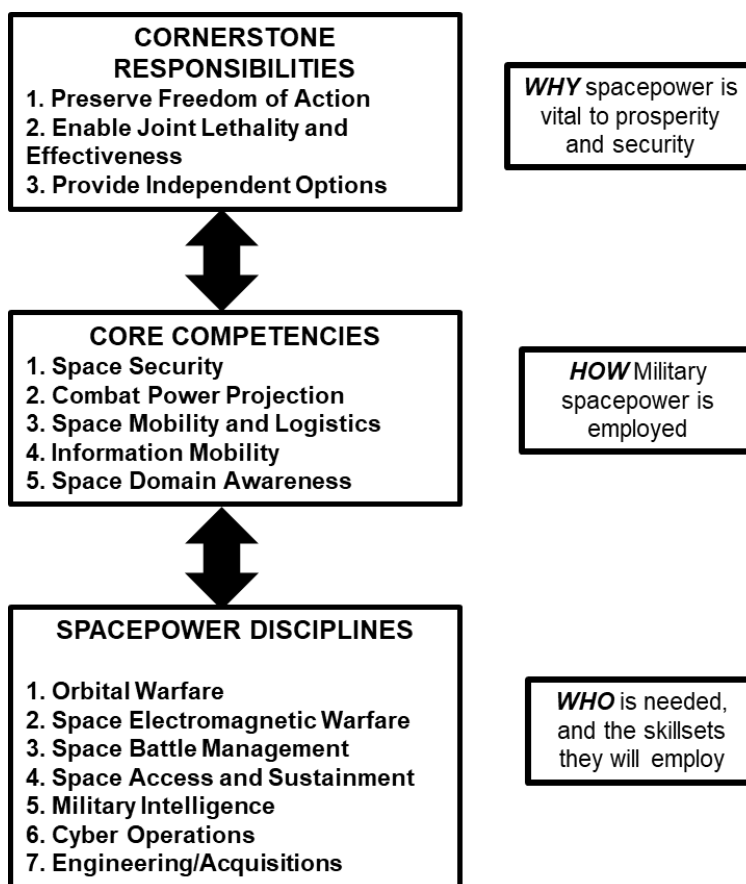 CORNERSTONE
RESPONSIBILITIES
1. Preserve Freedom of Action
2. Enable Joint Lethality and
Effectiveness
3. Provide Independent Options
WHY spacepower is
vital to prosperity
and security
CORE COMPETENCIES
1. Space Security
2. Combat Power Projection
3. Space Mobility and Logistics
4. Information Mobility
5. Space Domain Awareness
HOW Military
spacepower is
employed
SPACEPOWER DISCIPLINES
1. Orbital Warfare
2. Space Electromagnetic Warfare
3. Space Battle Management
4. Space Access and Sustainment
5. Military Intelligence
6. Cyber Operations
7. Engineering/Acquisitions
WHO is needed,
and the skillsets
they will employ